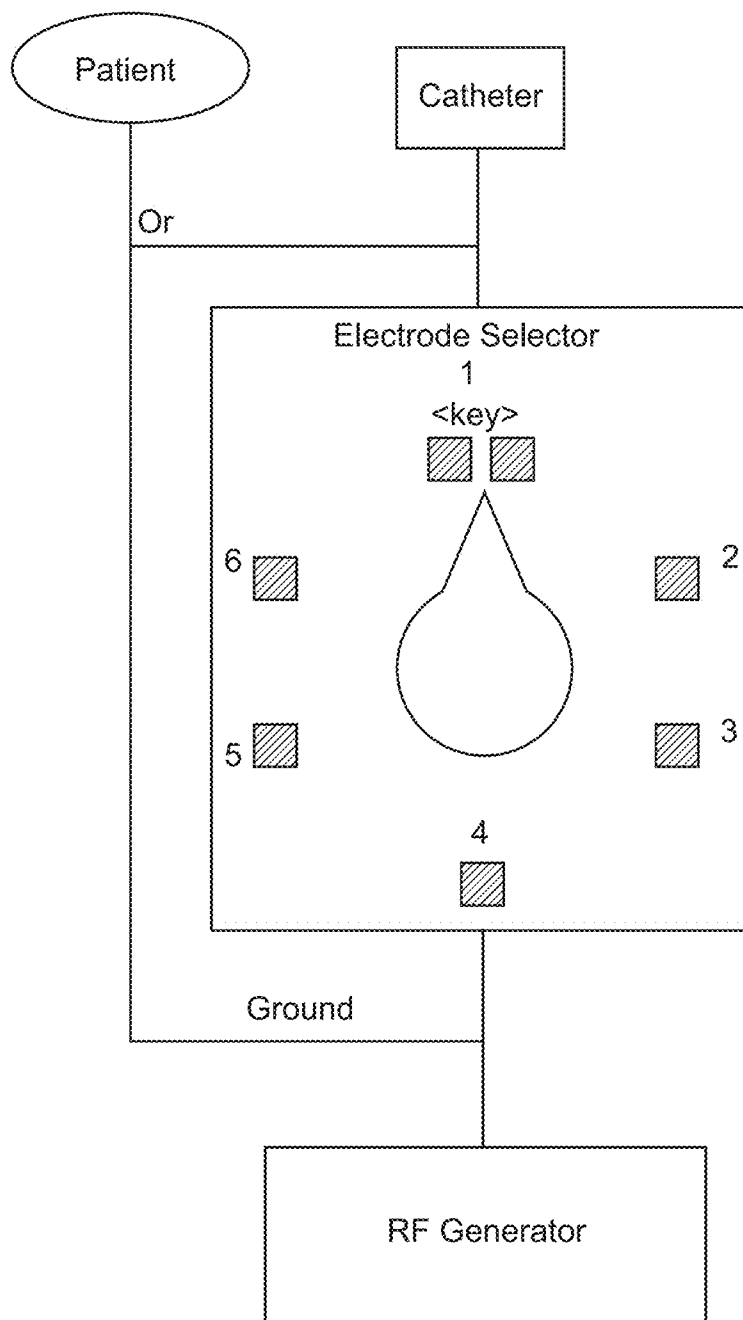 Patient
Catheter
Or
Electrode Selector
1
<key>
6
2
5
3
4
Ground
RF Generator